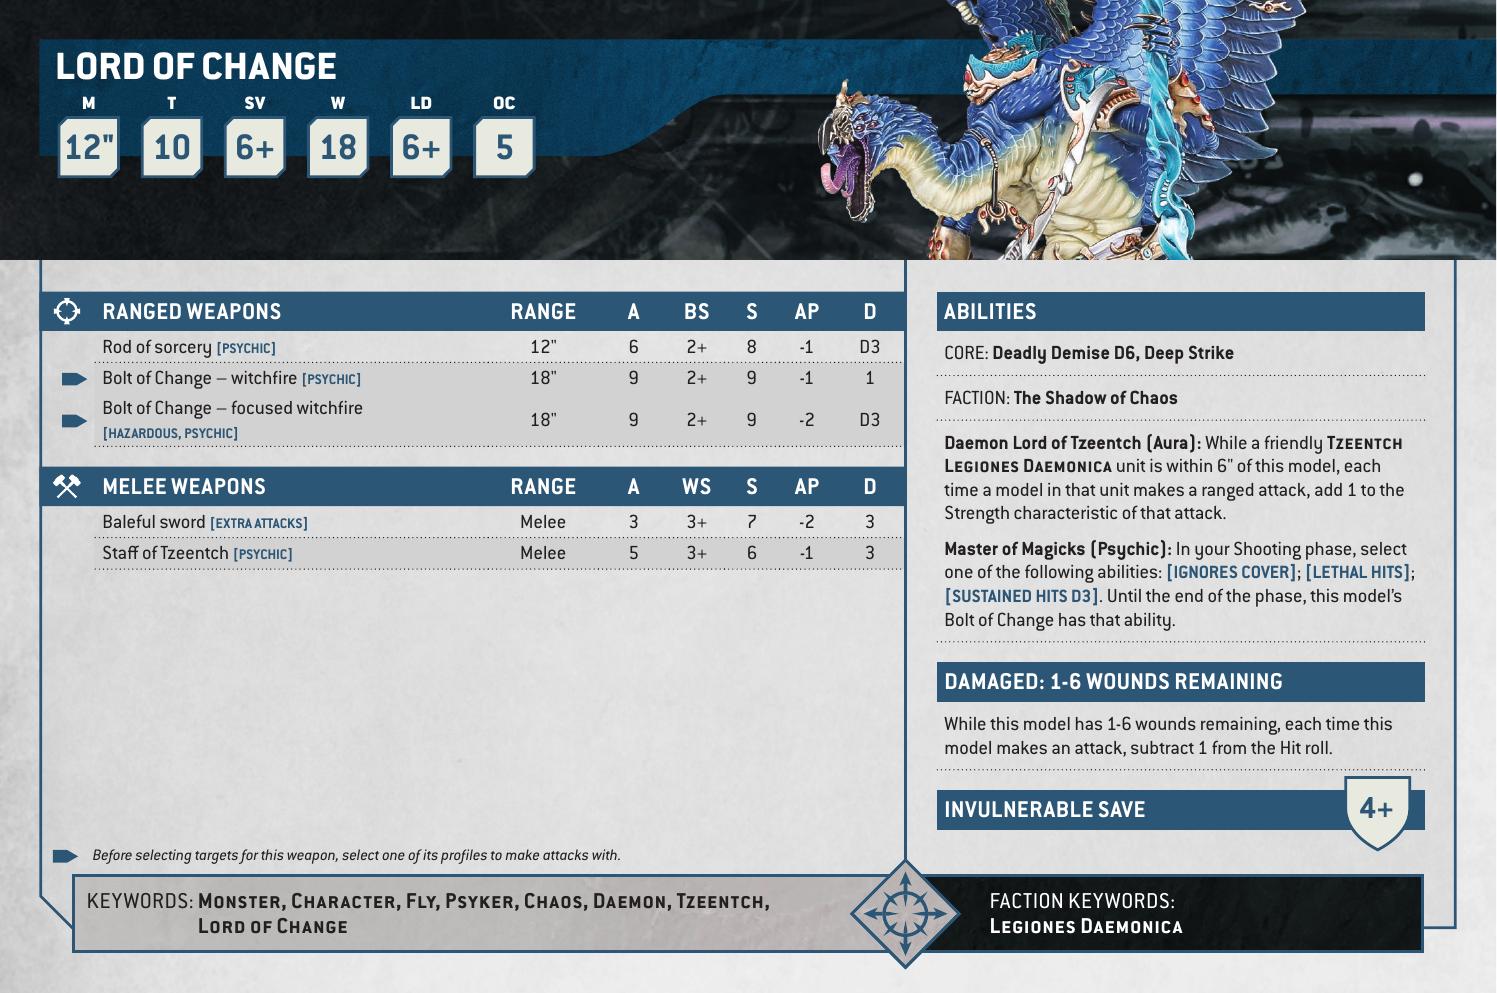 LORD OF CHANGE
M T SV W LD OC
12" 10 6+ 18 6+ 5
RANGED WEAPONS RANGE A BS S AP D
Rod of sorcery [PSYCHIC] 12" 6 2+ 8 -1 D3
Bolt of Change – witchfire [PSYCHIC] 18" 9 2+ 9 -1 1
Bolt of Change – focused witchfire
[HAZARDOUS, PSYCHIC] 18" 9 2+ 9 -2 D3
MELEE WEAPONS RANGE A WS S AP D
Baleful sword [EXTRA ATTACKS] Melee 3 3+ 7 -2 3
Staff of Tzeentch [PSYCHIC] Melee 5 3+ 6 -1 3
Before selecting targets for this weapon, select one of its profiles to make attacks with.
ABILITIES
CORE: Deadly Demise D6, Deep Strike
FACTION: The Shadow of Chaos
Daemon Lord of Tzeentch (Aura): While a friendly TZEENTCH
LEGIONES DAEMONICA unit is within 6" of this model, each
time a model in that unit makes a ranged attack, add 1 to the
Strength characteristic of that attack.
Master of Magicks (Psychic): In your Shooting phase, select
one of the following abilities: [IGNORES COVER]; [LETHAL HITS];
[SUSTAINED HITS D3]. Until the end of the phase, this model's
Bolt of Change has that ability.
DAMAGED: 1-6 WOUNDS REMAINING
While this model has 1-6 wounds remaining, each time this
model makes an attack, subtract 1 from the Hit roll.
INVULNERABLE SAVE 4+
KEYWORDS: MONSTER, CHARACTER, FLY, PSYKER, CHAOS, DAEMON, TZEENTCH,
LORD OF CHANGE
FACTION KEYWORDS:
LEGIONES DAEMONICA